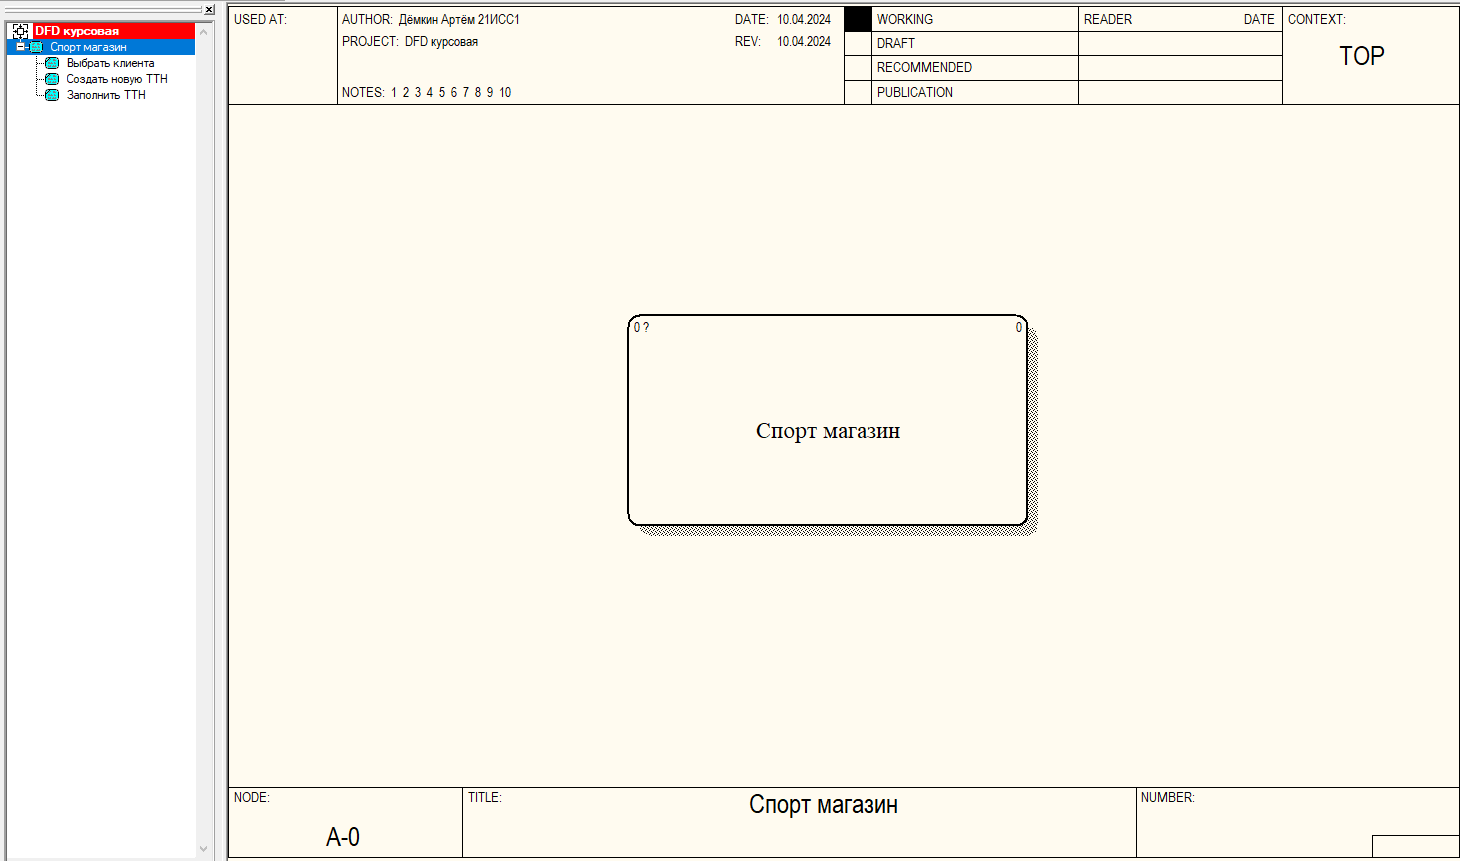 DFD курсовая
Спорт магазин
Выбрать клиента
Создать новую ТТН
Заполнить ТТН
USED AT:
AUTHOR: Дёмкин Артём 21ИСС1
DATE: 10.04.2024
PROJECT: DFD курсовая
REV: 10.04.2024
NOTES: 1 2 3 4 5 6 7 8 9 10
WORKING
DRAFT
RECOMMENDED
PUBLICATION
READER DATE
CONTEXT:
TOP
0 ? 0
Спорт магазин
NODE:
A-0
TITLE:
Спорт магазин
NUMBER: